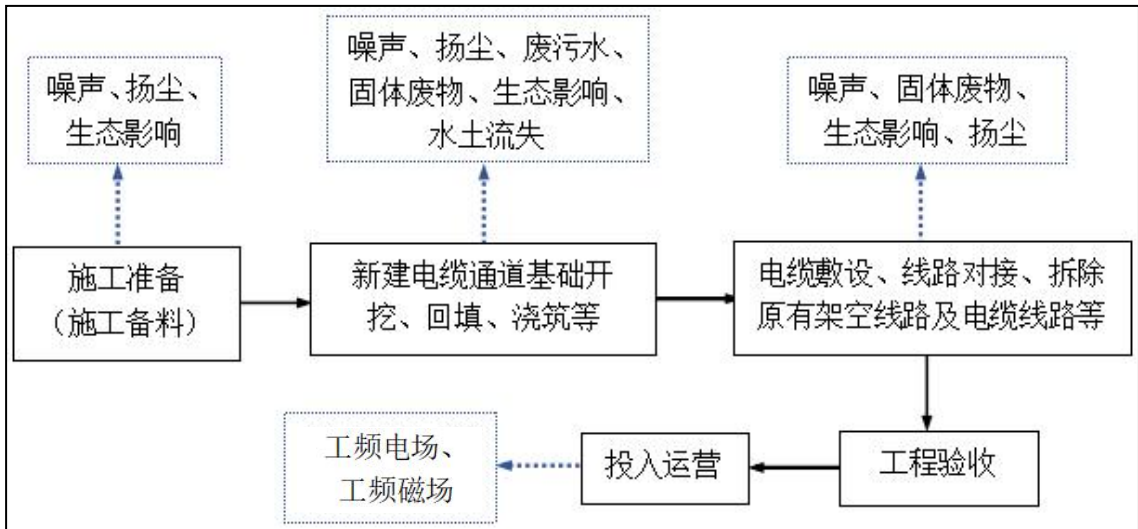 噪声、扬尘、
生态影响
噪声、扬尘、废污水、
固体废物、生态影响、
水土流失
噪声、固体废物、
生态影响、扬尘
施工准备
（施工备料）
新建电缆通道基础开
挖、回填、浇筑等
电缆敷设、线路对接、拆除
原有架空线路及电缆线路等
工频电场、
工频磁场
投入运营
工程验收